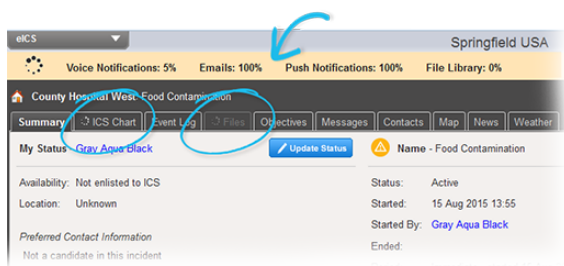 eICS
Springfield USA
Voice Notifications: 5% Emails: 100% Push Notifications: 100% File Library: 0%
County Hospital West: Food Contamination
Summary ICS Chart Event Log Files Objectives Messages Contacts Map News Weather
My Status Gray Aqua Black Update Status Name - Food Contamination
Availability: Not enlisted to ICS Status: Active
Location: Unknown Started: 15 Aug 2015 13:55
Started By: Gray Aqua Black
Preferred Contact Information Ended:
Not a candidate in this incident